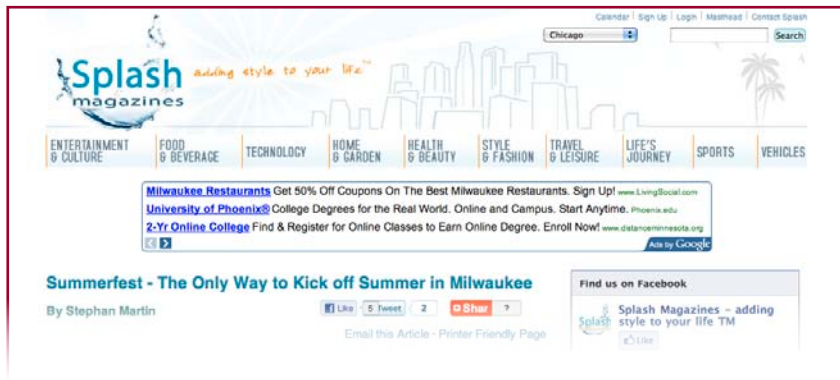 Calendar | Sign Up | Login | Masthead | Contact Splash
Chicago
Search
Splash
magazines
adding style to your life™
ENTERTAINMENT & CULTURE
FOOD & BEVERAGE
TECHNOLOGY
HOME & GARDEN
HEALTH & BEAUTY
STYLE & FASHION
TRAVEL & LEISURE
LIFE'S JOURNEY
SPORTS
VEHICLES
Milwaukee Restaurants Get 50% Off Coupons On The Best Milwaukee Restaurants. Sign Up! www.LivingSocial.com
University of Phoenix® College Degrees for the Real World. Online and Campus. Start Anytime. Phoenix.edu
2-Yr Online College Find & Register for Online Classes to Earn Online Degree. Enroll Now! www.distanceminnesota.org
Ads by Google
Summerfest - The Only Way to Kick off Summer in Milwaukee
By Stephan Martin
Like 5 Tweet 2 Shar ?
Email this Article - Printer Friendly Page
Find us on Facebook
Splash
Splash Magazines - adding
style to your life TM
Like